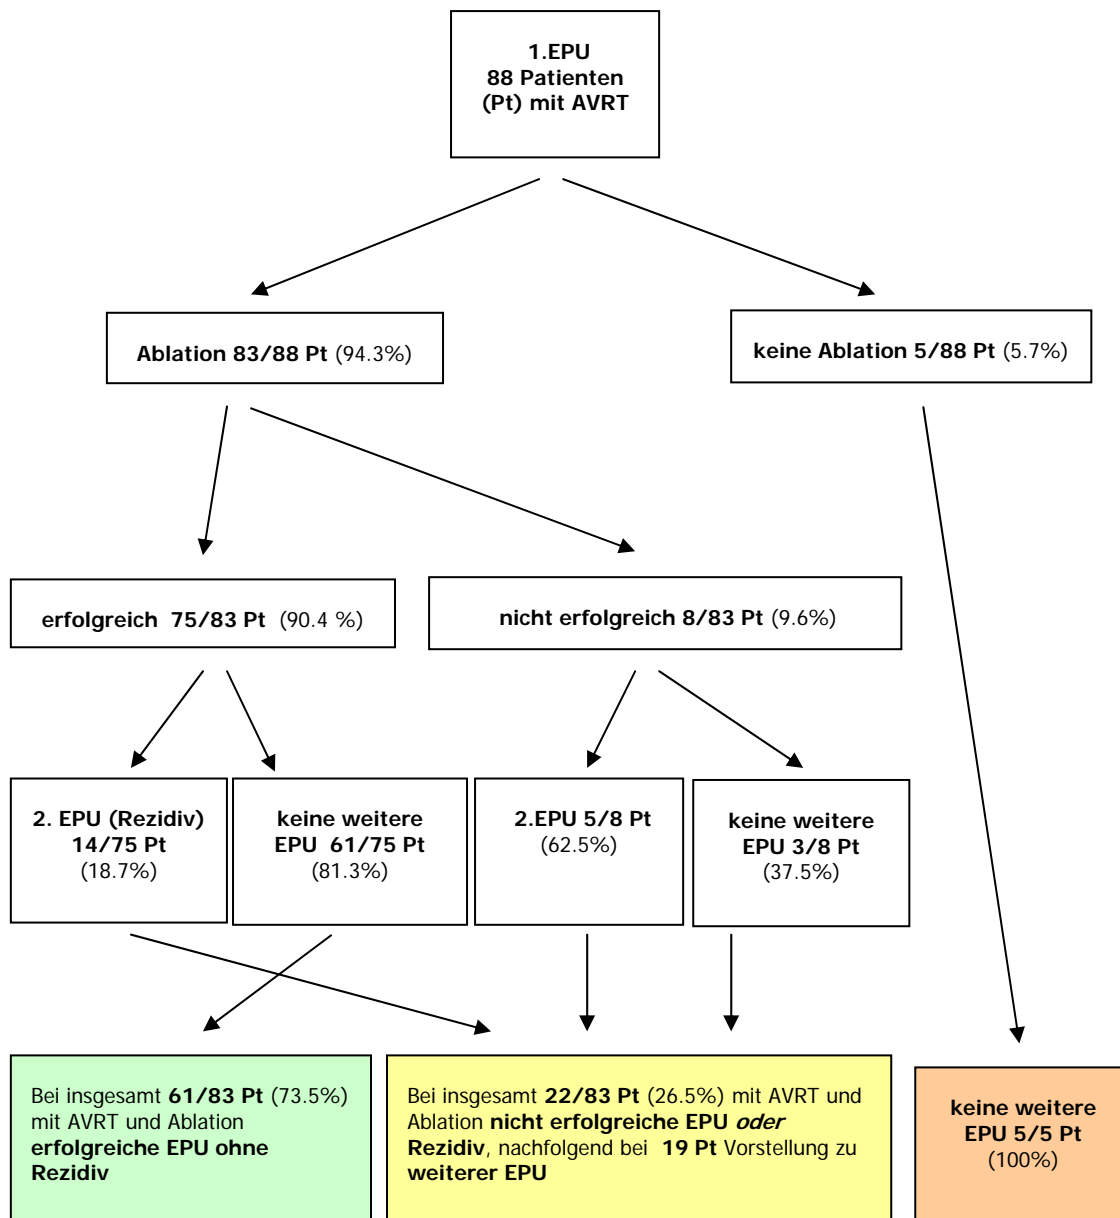 1.EPU
88 Patienten
(Pt) mit AVRT
Ablation 83/88 Pt (94.3%)
keine Ablation 5/88 Pt (5.7%)
erfolgreich 75/83 Pt (90.4 %)
nicht erfolgreich 8/83 Pt (9.6%)
2. EPU (Rezidiv)
14/75 Pt
(18.7%)
keine weitere
EPU 61/75 Pt
(81.3%)
2.EPU 5/8 Pt
(62.5%)
keine weitere
EPU 3/8 Pt
(37.5%)
Bei insgesamt 61/83 Pt (73.5%)
mit AVRT und Ablation
erfolgreiche EPU ohne
Rezidiv
Bei insgesamt 22/83 Pt (26.5%) mit AVRT und
Ablation nicht erfolgreiche EPU oder
Rezidiv, nachfolgend bei 19 Pt Vorstellung zu
weiterer EPU
keine weitere
EPU 5/5 Pt
(100%)